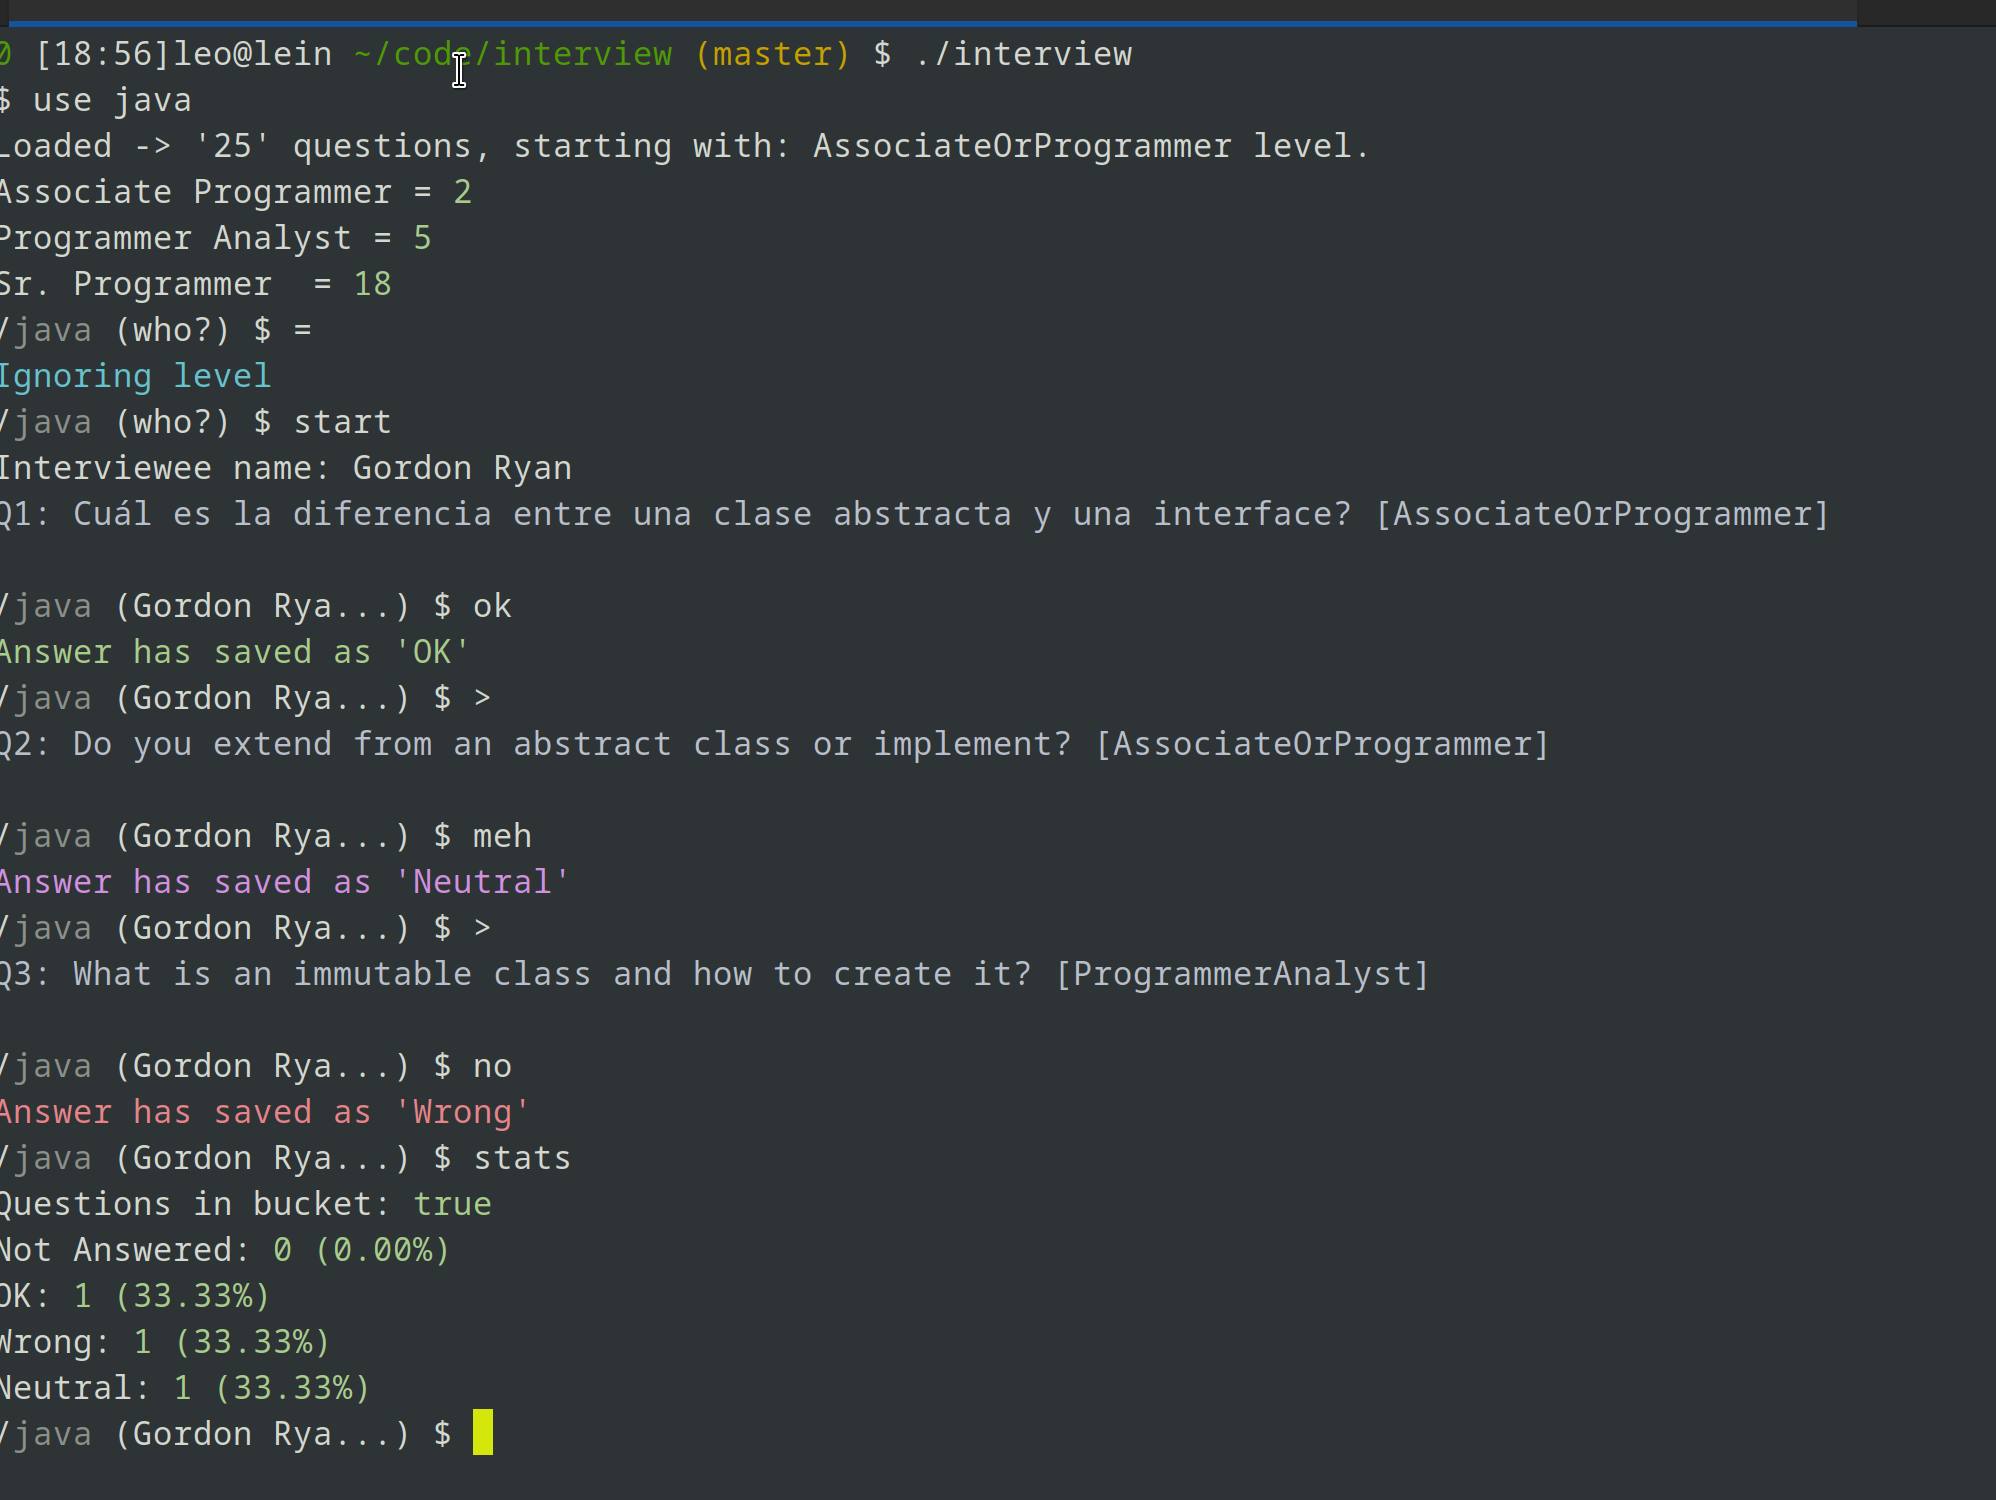 0 [18:56]leo@lein ~/code/interview (master) $ ./interview
$ use java
Loaded -> '25' questions, starting with: AssociateOrProgrammer level.
Associate Programmer = 2
Programmer Analyst = 5
Sr. Programmer  = 18
/java (who?) $ =
Ignoring level
/java (who?) $ start
Interviewee name: Gordon Ryan
Q1: Cuál es la diferencia entre una clase abstracta y una interface? [AssociateOrProgrammer]
/java (Gordon Rya...) $ ok
Answer has saved as 'OK'
/java (Gordon Rya...) $ >
Q2: Do you extend from an abstract class or implement? [AssociateOrProgrammer]
/java (Gordon Rya...) $ meh
Answer has saved as 'Neutral'
/java (Gordon Rya...) $ >
Q3: What is an immutable class and how to create it? [ProgrammerAnalyst]
/java (Gordon Rya...) $ no
Answer has saved as 'Wrong'
/java (Gordon Rya...) $ stats
Questions in bucket: true
Not Answered: 0 (0.00%)
OK: 1 (33.33%)
Wrong: 1 (33.33%)
Neutral: 1 (33.33%)
/java (Gordon Rya...) $